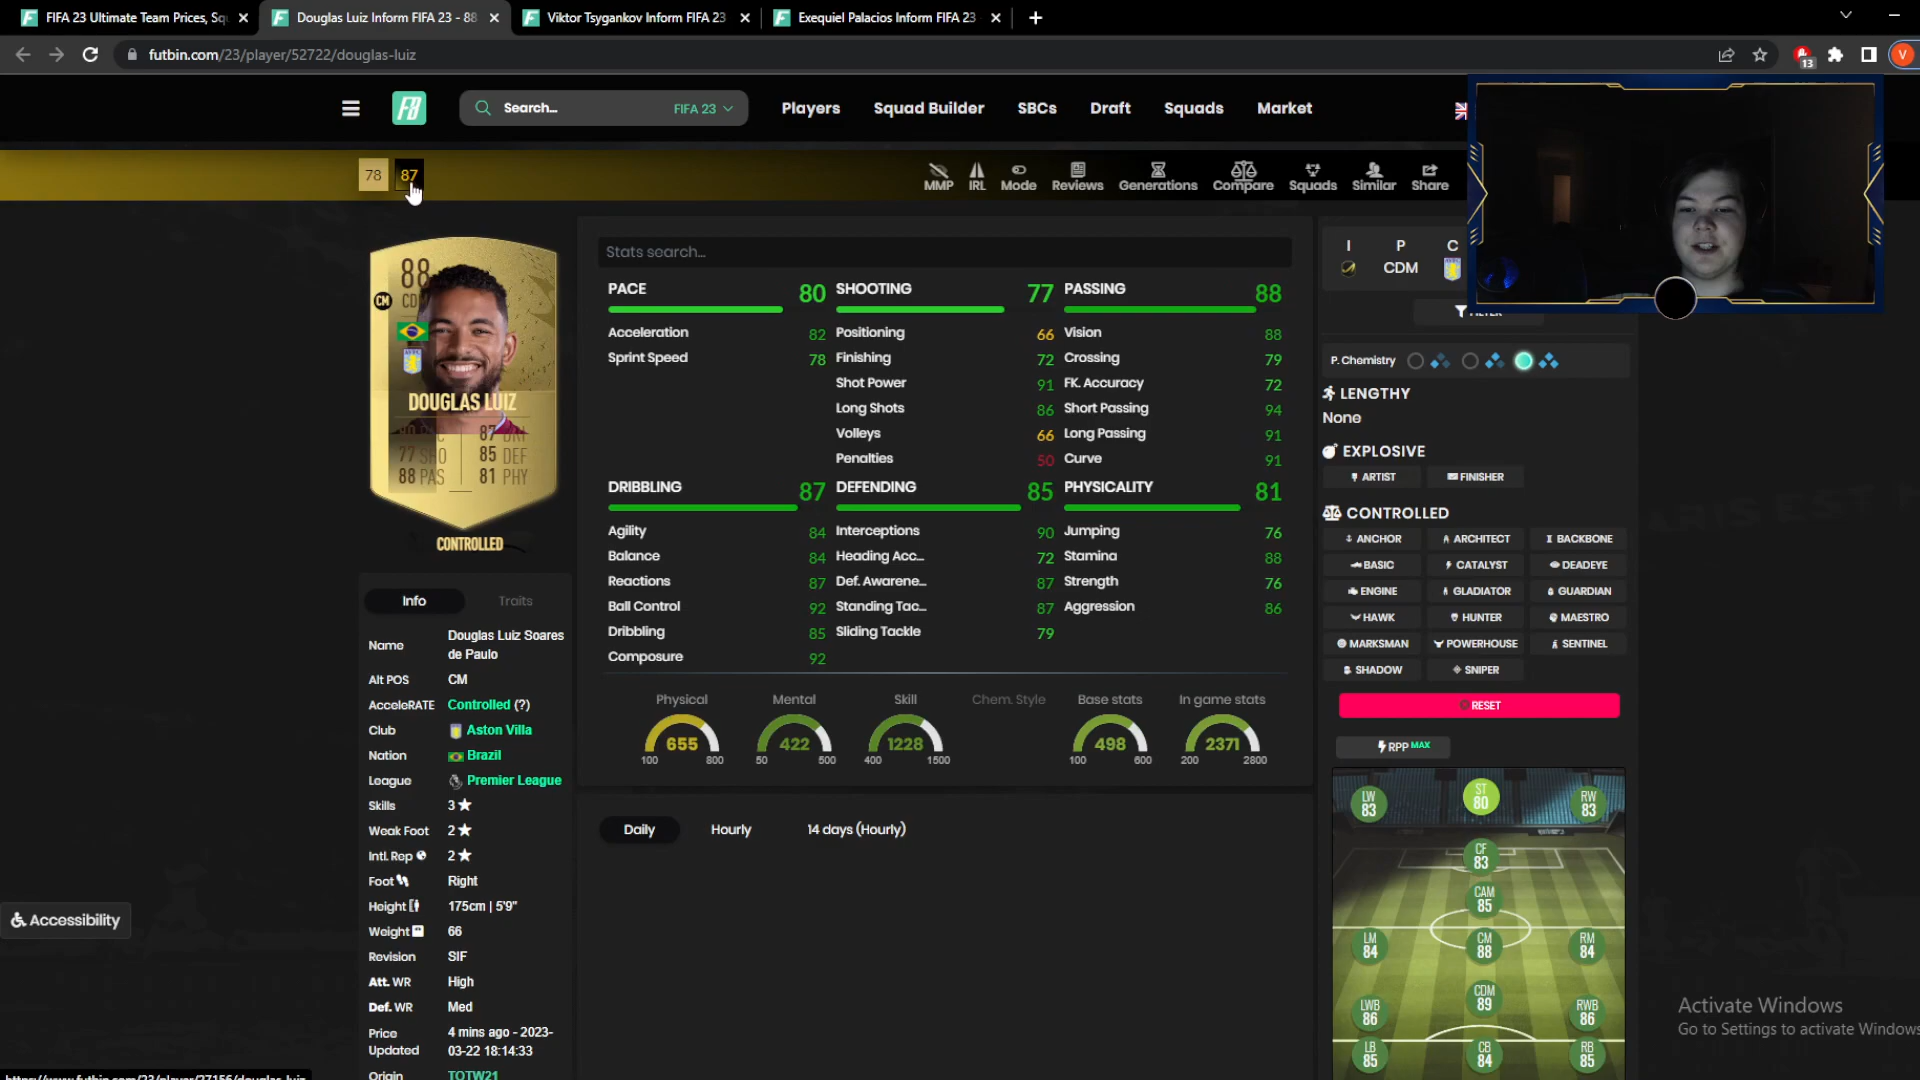 FIFA 23 Ultimate Team Prices, Squ
Douglas Luiz Inform FIFA 23 - 88
Viktor Tsygankov Inform FIFA 23
Exequiel Palacios Inform FIFA 23
futbin.com/23/player/52722/douglas-luiz
13
V
FB
Search...
FIFA 23
Players
Squad Builder
SBCs
Draft
Squads
Market
78
87
MMP
IRL
Mode
Reviews
Generations
Compare
Squads
Similar
Share
88
CM
DOUGLAS LUIZ
87 DRI
77 SHO
85 DEF
88 PAS
81 PHY
CONTROLLED
Stats search...
PACE 80
Acceleration 82
Sprint Speed 78
SHOOTING 77
Positioning 66
Finishing 72
Shot Power 91
Long Shots 86
Volleys 66
Penalties 50
PASSING 88
Vision 88
Crossing 79
FK. Accuracy 72
Short Passing 94
Long Passing 91
Curve 91
DRIBBLING 87
Agility 84
Balance 84
Reactions 87
Ball Control 92
Dribbling 85
Composure 92
DEFENDING 85
Interceptions 90
Heading Acc... 72
Def. Awarene... 87
Standing Tac... 87
Sliding Tackle 79
PHYSICALITY 81
Jumping 76
Stamina 88
Strength 76
Aggression 86
Physical
655
100 800
Mental
422
50 500
Skill
1228
400 1500
Chem. Style
Base stats
498
100 600
In game stats
2371
200 2800
Daily
Hourly
14 days (Hourly)
Info
Traits
Name Douglas Luiz Soares
de Paulo
Alt POS CM
AcceleRATE Controlled (?)
Club Aston Villa
Nation Brazil
League Premier League
Skills 3
Weak Foot 2
Intl. Rep 2
Foot Right
Height 175cm | 5'9"
Weight 66
Revision SIF
Att. WR High
Def. WR Med
Price Updated 4 mins ago - 2023-
03-22 18:14:33
Origin TOTW21
Accessibility
I P C
CDM
P. Chemistry
LENGTHY
None
EXPLOSIVE
ARTIST
FINISHER
CONTROLLED
ANCHOR ARCHITECT BACKBONE
BASIC CATALYST DEADEYE
ENGINE GLADIATOR GUARDIAN
HAWK HUNTER MAESTRO
MARKSMAN POWERHOUSE SENTINEL
SHADOW SNIPER
RESET
RPP MAX
LW 83
ST 80
RW 83
CF 83
CAM 85
LM 84
CM 88
RM 84
LWB 86
CDM 89
RWB 86
LB 85
CB 84
RB 85
Activate Windows
Go to Settings to activate Windows